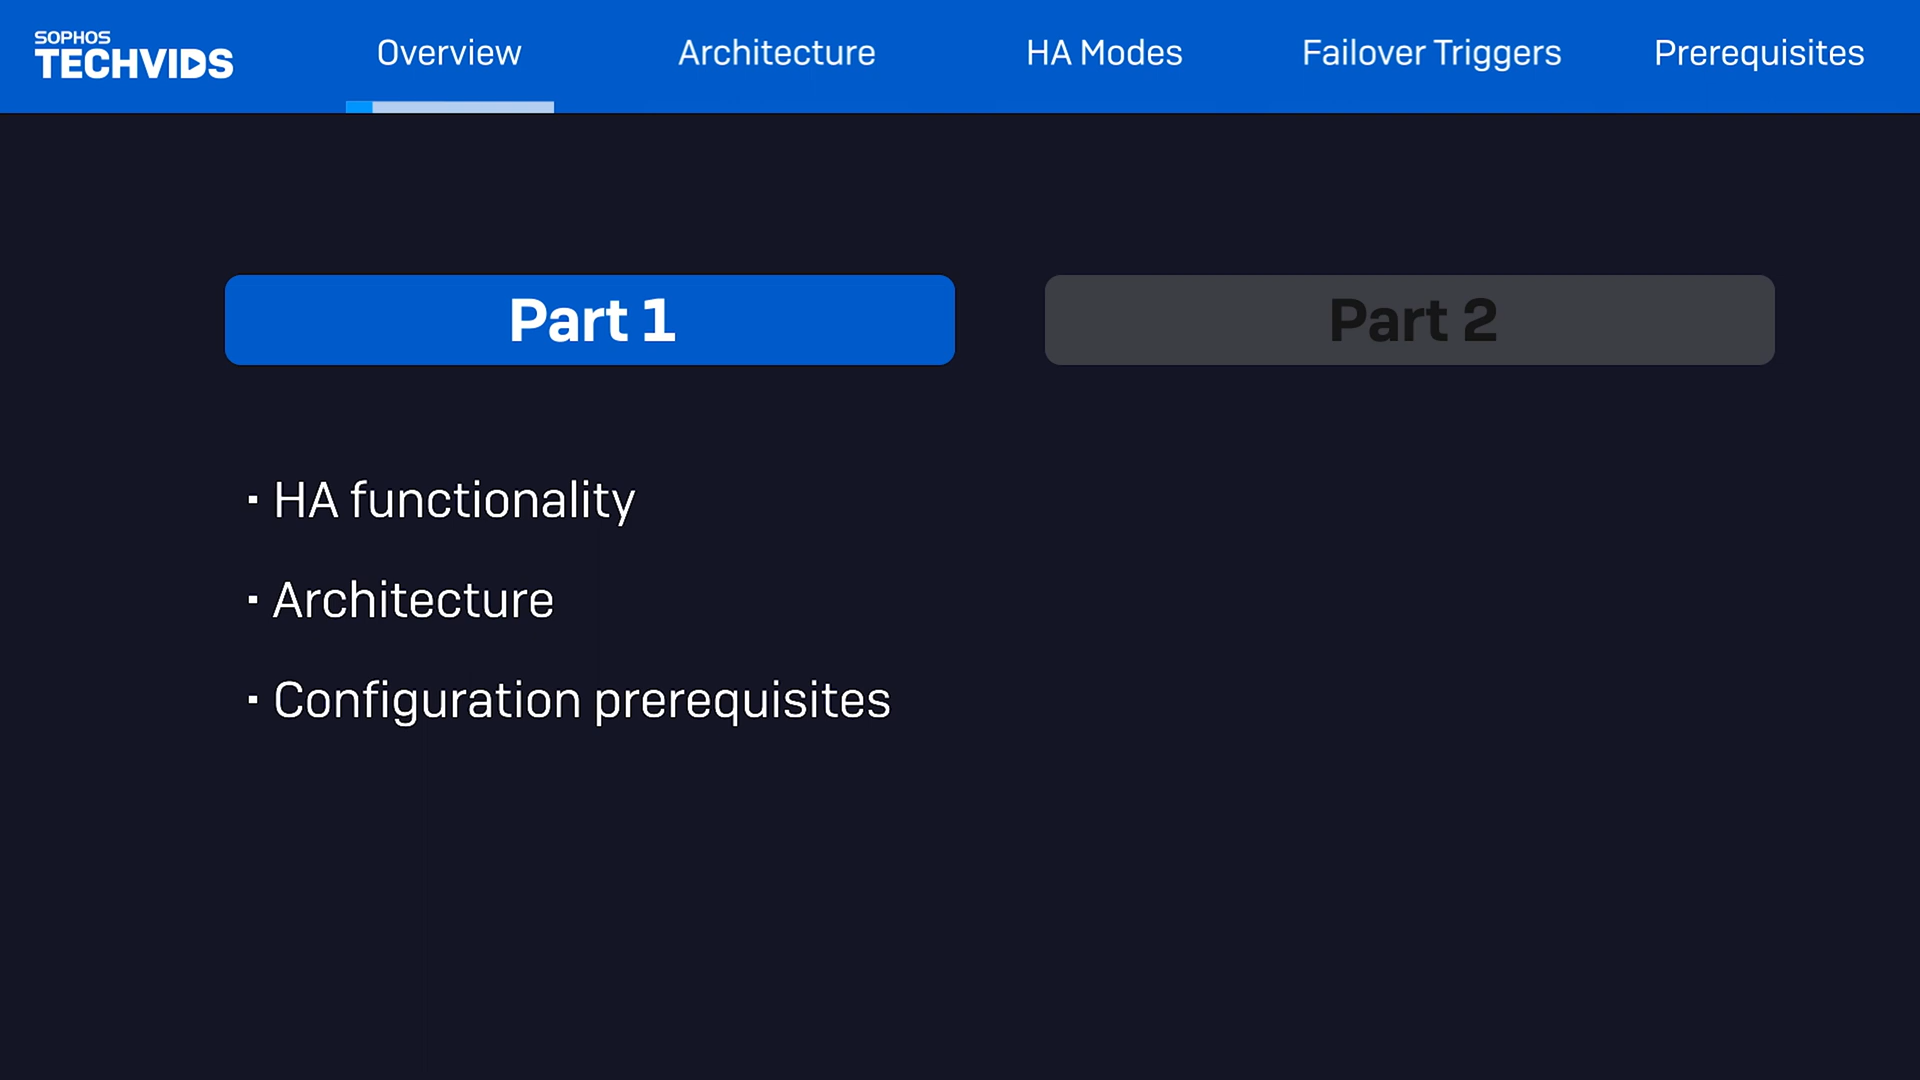 SOPHOS
TECHVIDS
Overview
Architecture
HA Modes
Failover Triggers
Prerequisites
Part 1
Part 2
· HA functionality
· Architecture
· Configuration prerequisites